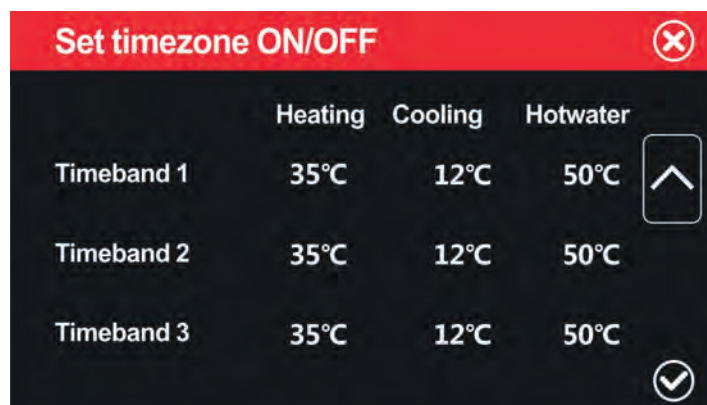 Set timezone ON/OFF
Heating Cooling Hotwater
Timeband 1 35℃ 12℃ 50℃
Timeband 2 35℃ 12℃ 50℃
Timeband 3 35℃ 12℃ 50℃